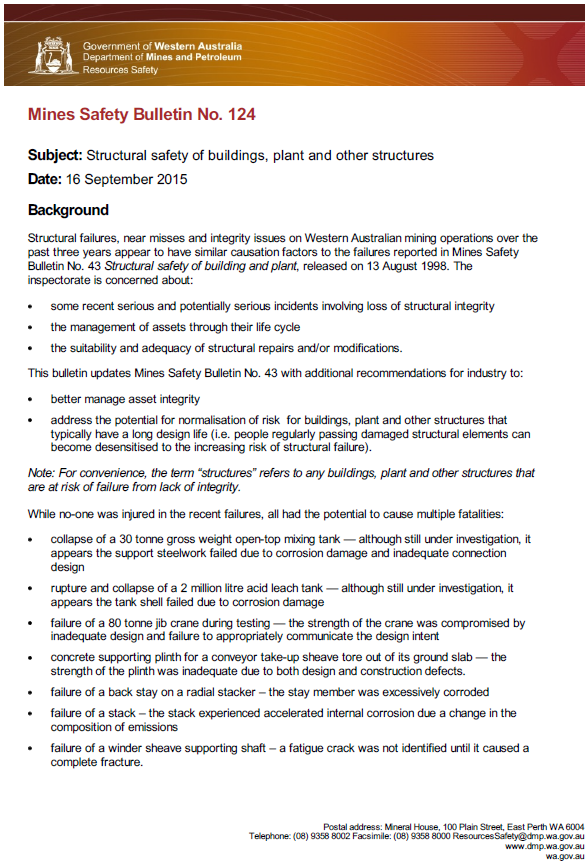 Government of Western Australia
Department of Mines and Petroleum
Resources Safety
Mines Safety Bulletin No. 124
Subject: Structural safety of buildings, plant and other structures
Date: 16 September 2015
Background
Structural failures, near misses and integrity issues on Western Australian mining operations over the
past three years appear to have similar causation factors to the failures reported in Mines Safety
Bulletin No. 43 Structural safety of building and plant, released on 13 August 1998. The
inspectorate is concerned about:
• some recent serious and potentially serious incidents involving loss of structural integrity
• the management of assets through their life cycle
• the suitability and adequacy of structural repairs and/or modifications.
This bulletin updates Mines Safety Bulletin No. 43 with additional recommendations for industry to:
• better manage asset integrity
• address the potential for normalisation of risk for buildings, plant and other structures that
typically have a long design life (i.e. people regularly passing damaged structural elements can
become desensitised to the increasing risk of structural failure).
Note: For convenience, the term “structures” refers to any buildings, plant and other structures that
are at risk of failure from lack of integrity.
While no-one was injured in the recent failures, all had the potential to cause multiple fatalities:
• collapse of a 30 tonne gross weight open-top mixing tank — although still under investigation, it
appears the support steelwork failed due to corrosion damage and inadequate connection
design
• rupture and collapse of a 2 million litre acid leach tank — although still under investigation, it
appears the tank shell failed due to corrosion damage
• failure of a 80 tonne jib crane during testing — the strength of the crane was compromised by
inadequate design and failure to appropriately communicate the design intent
• concrete supporting plinth for a conveyor take-up sheave tore out of its ground slab — the
strength of the plinth was inadequate due to both design and construction defects.
• failure of a back stay on a radial stacker – the stay member was excessively corroded
• failure of a stack – the stack experienced accelerated internal corrosion due a change in the
composition of emissions
• failure of a winder sheave supporting shaft – a fatigue crack was not identified until it caused a
complete fracture.
Postal address: Mineral House, 100 Plain Street, East Perth WA 6004
Telephone: (08) 9358 8002 Facsimile: (08) 9358 8000 ResourcesSafety@dmp.wa.gov.au
www.dmp.wa.gov.au
wa.gov.au